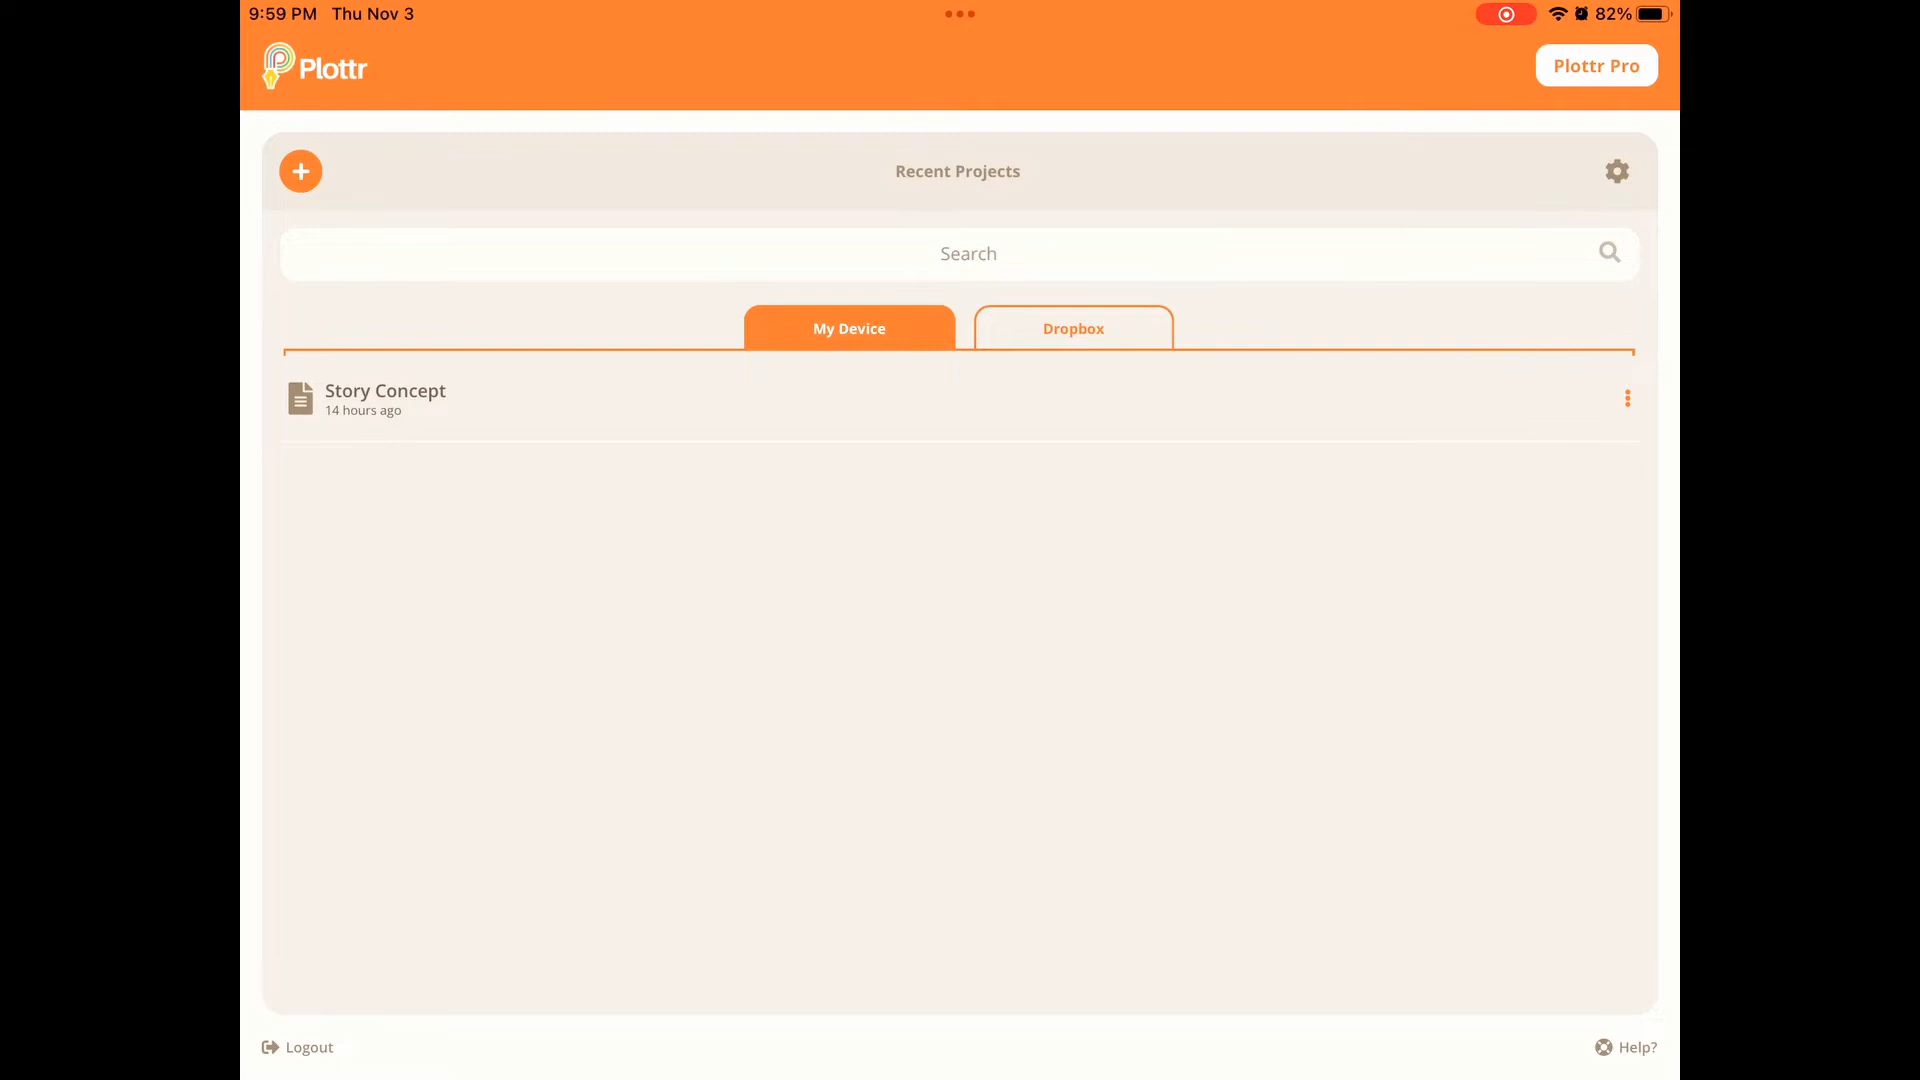 9:59 PM Thu Nov 3
82%
Plottr
Plottr Pro
Recent Projects
Search
My Device
Dropbox
Story Concept
14 hours ago
Logout
Help?